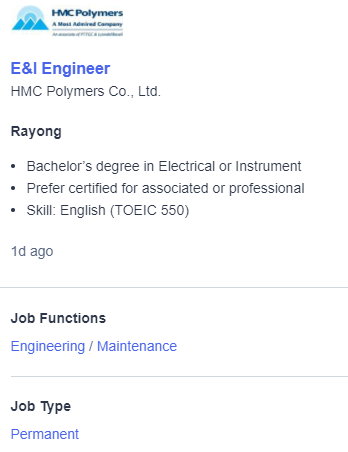 HMC Polymers
A Most Admired Company
An associate of PTTGC & LyondellBasell
E&I Engineer
HMC Polymers Co., Ltd.
Rayong
• Bachelor’s degree in Electrical or Instrument
• Prefer certified for associated or professional
• Skill: English (TOEIC 550)
1d ago
Job Functions
Engineering / Maintenance
Job Type
Permanent